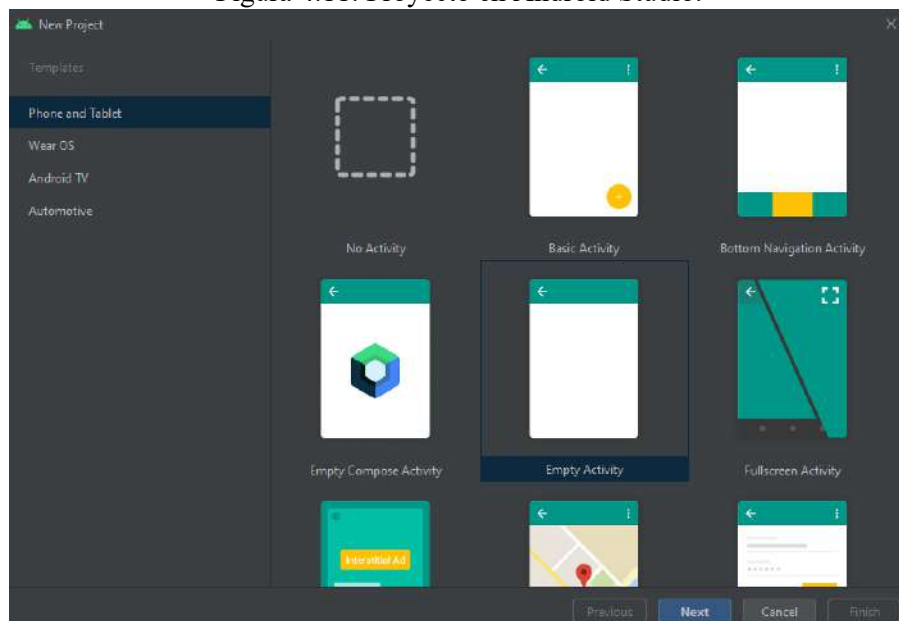 New Project
Templates
Phone and Tablet
Wear OS
Android TV
Automotive
No Activity
Basic Activity
Bottom Navigation Activity
Empty Compose Activity
Empty Activity
Fullscreen Activity
Interstitial Ad
Previous
Next
Cancel
Finish